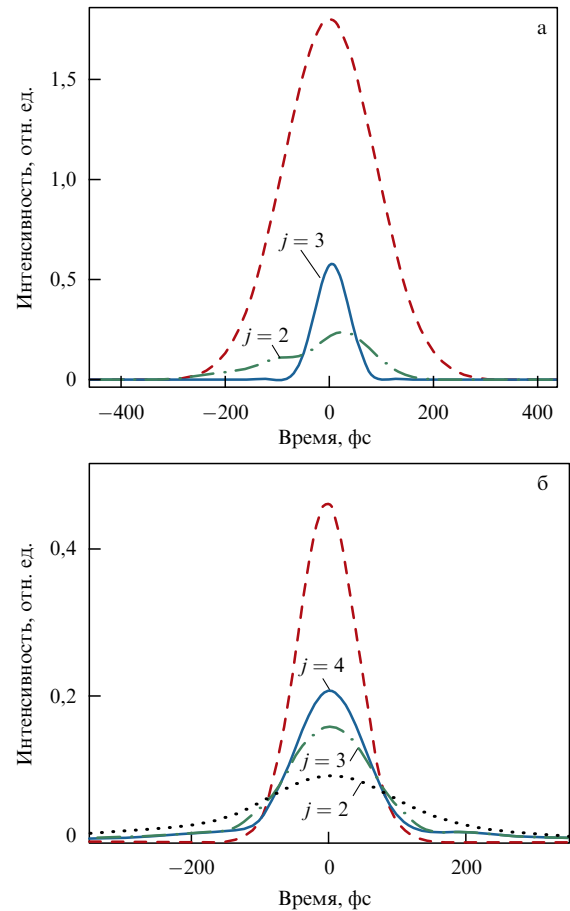 а
Интенсивность, отн. ед.
1,5
1,0
0,5
0
j = 3
j = 2
−400
−200
0
200
400
Время, фс
б
Интенсивность, отн. ед.
0,4
0,2
0
j = 4
j = 3
j = 2
−200
0
200
Время, фс